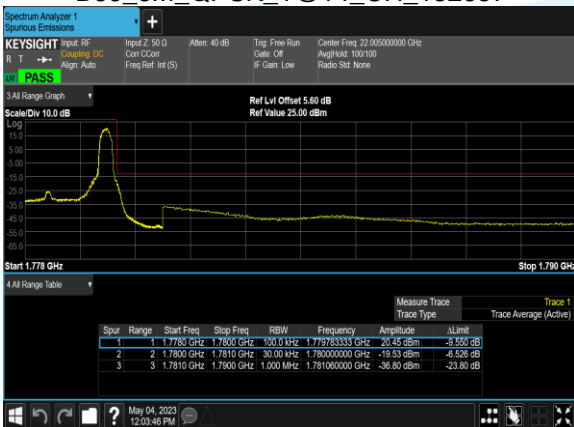 Spectrum Analyzer 1
Spurious Emissions
+
KEYSIGHT
R T
LW PASS
Input: RF
Coupling: DC
Align: Auto
Input Z: 50 Ω
Corr CCorr
Freq Ref: Int (S)
Atten: 40 dB
Trig: Free Run
Gate: Off
IF Gain: Low
Center Freq: 22.005000000 GHz
Avg|Hold: 100/100
Radio Std: None
3 All Range Graph
Scale/Div 10.0 dB
Ref Lvl Offset 5.60 dB
Ref Value 25.00 dBm
Log
15.0
5.00
-5.00
-15.0
-25.0
-35.0
-45.0
-55.0
-65.0
Start 1.778 GHz
Stop 1.790 GHz
4 All Range Table
Measure Trace Trace 1
Trace Type Trace Average (Active)
Spur Range Start Freq Stop Freq RBW Frequency Amplitude ΔLimit
1 1 1.7780 GHz 1.7800 GHz 100.0 kHz 1.779783333 GHz 20.45 dBm -9.550 dB
2 2 1.7800 GHz 1.7810 GHz 30.00 kHz 1.780000000 GHz -19.53 dBm -6.526 dB
3 3 1.7810 GHz 1.7900 GHz 1.000 MHz 1.781060000 GHz -36.80 dBm -23.80 dB
?
May 04, 2023
12:03:46 PM